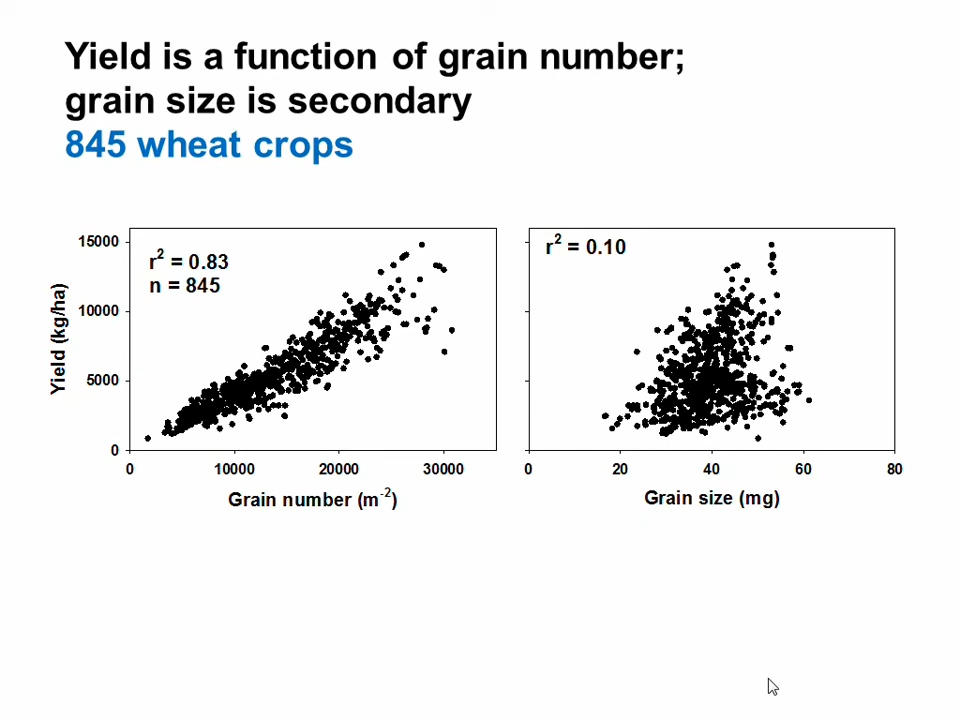 Yield is a function of grain number;
grain size is secondary
845 wheat crops
r² = 0.83
n = 845
15000
10000
5000
0
Yield (kg/ha)
0 10000 20000 30000
Grain number (m⁻²)
r² = 0.10
0 20 40 60 80
Grain size (mg)